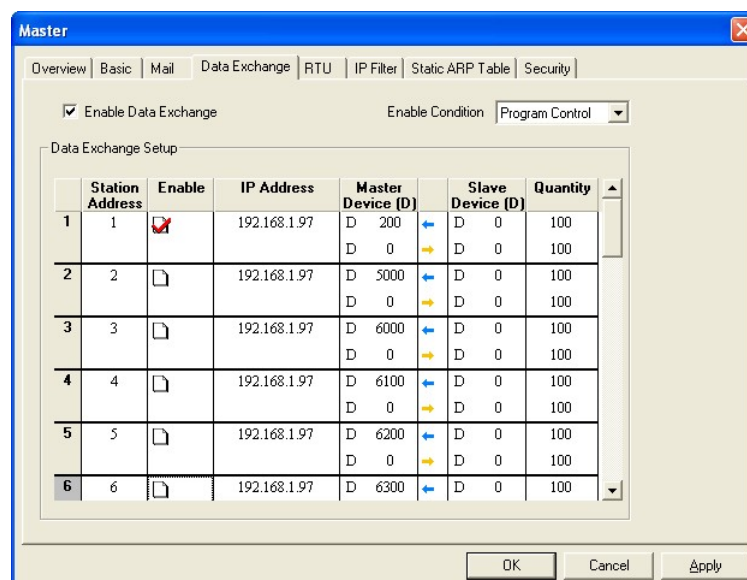 Master
Overview Basic Mail Data Exchange RTU IP Filter Static ARP Table Security
Enable Data Exchange Enable Condition Program Control
Data Exchange Setup
Station Address Enable IP Address Master Device (D) Slave Device (D) Quantity
1 1 192.168.1.97 D 200 D 0 100
D 0 D 0 100
2 2 192.168.1.97 D 5000 D 0 100
D 0 D 0 100
3 3 192.168.1.97 D 6000 D 0 100
D 0 D 0 100
4 4 192.168.1.97 D 6100 D 0 100
D 0 D 0 100
5 5 192.168.1.97 D 6200 D 0 100
D 0 D 0 100
6 6 192.168.1.97 D 6300 D 0 100
OK Cancel Apply